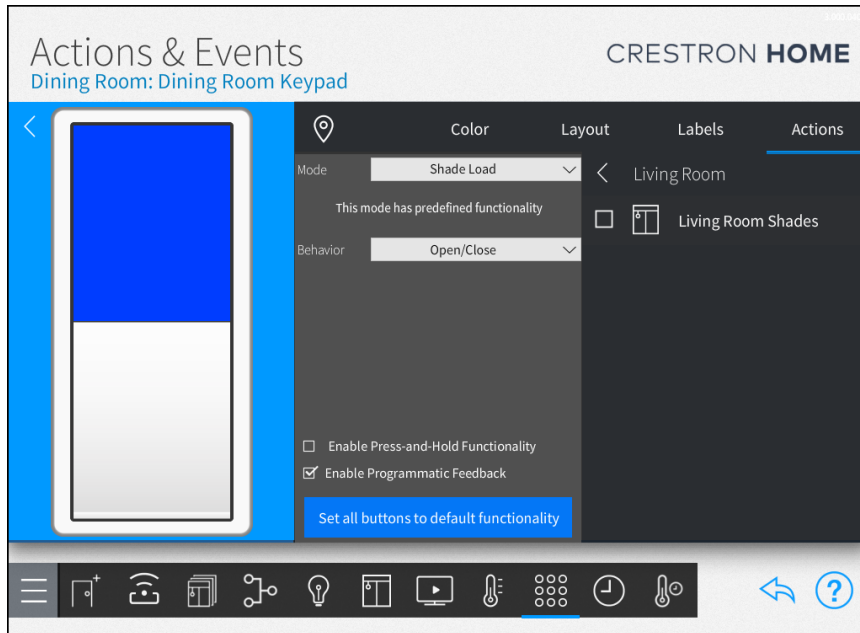 Actions & Events
CRESTRON HOME
Dining Room: Dining Room Keypad
Color Layout Labels Actions
Mode Shade Load
This mode has predefined functionality
Behavior Open/Close
Living Room
Living Room Shades
Enable Press-and-Hold Functionality
Enable Programmatic Feedback
Set all buttons to default functionality
?